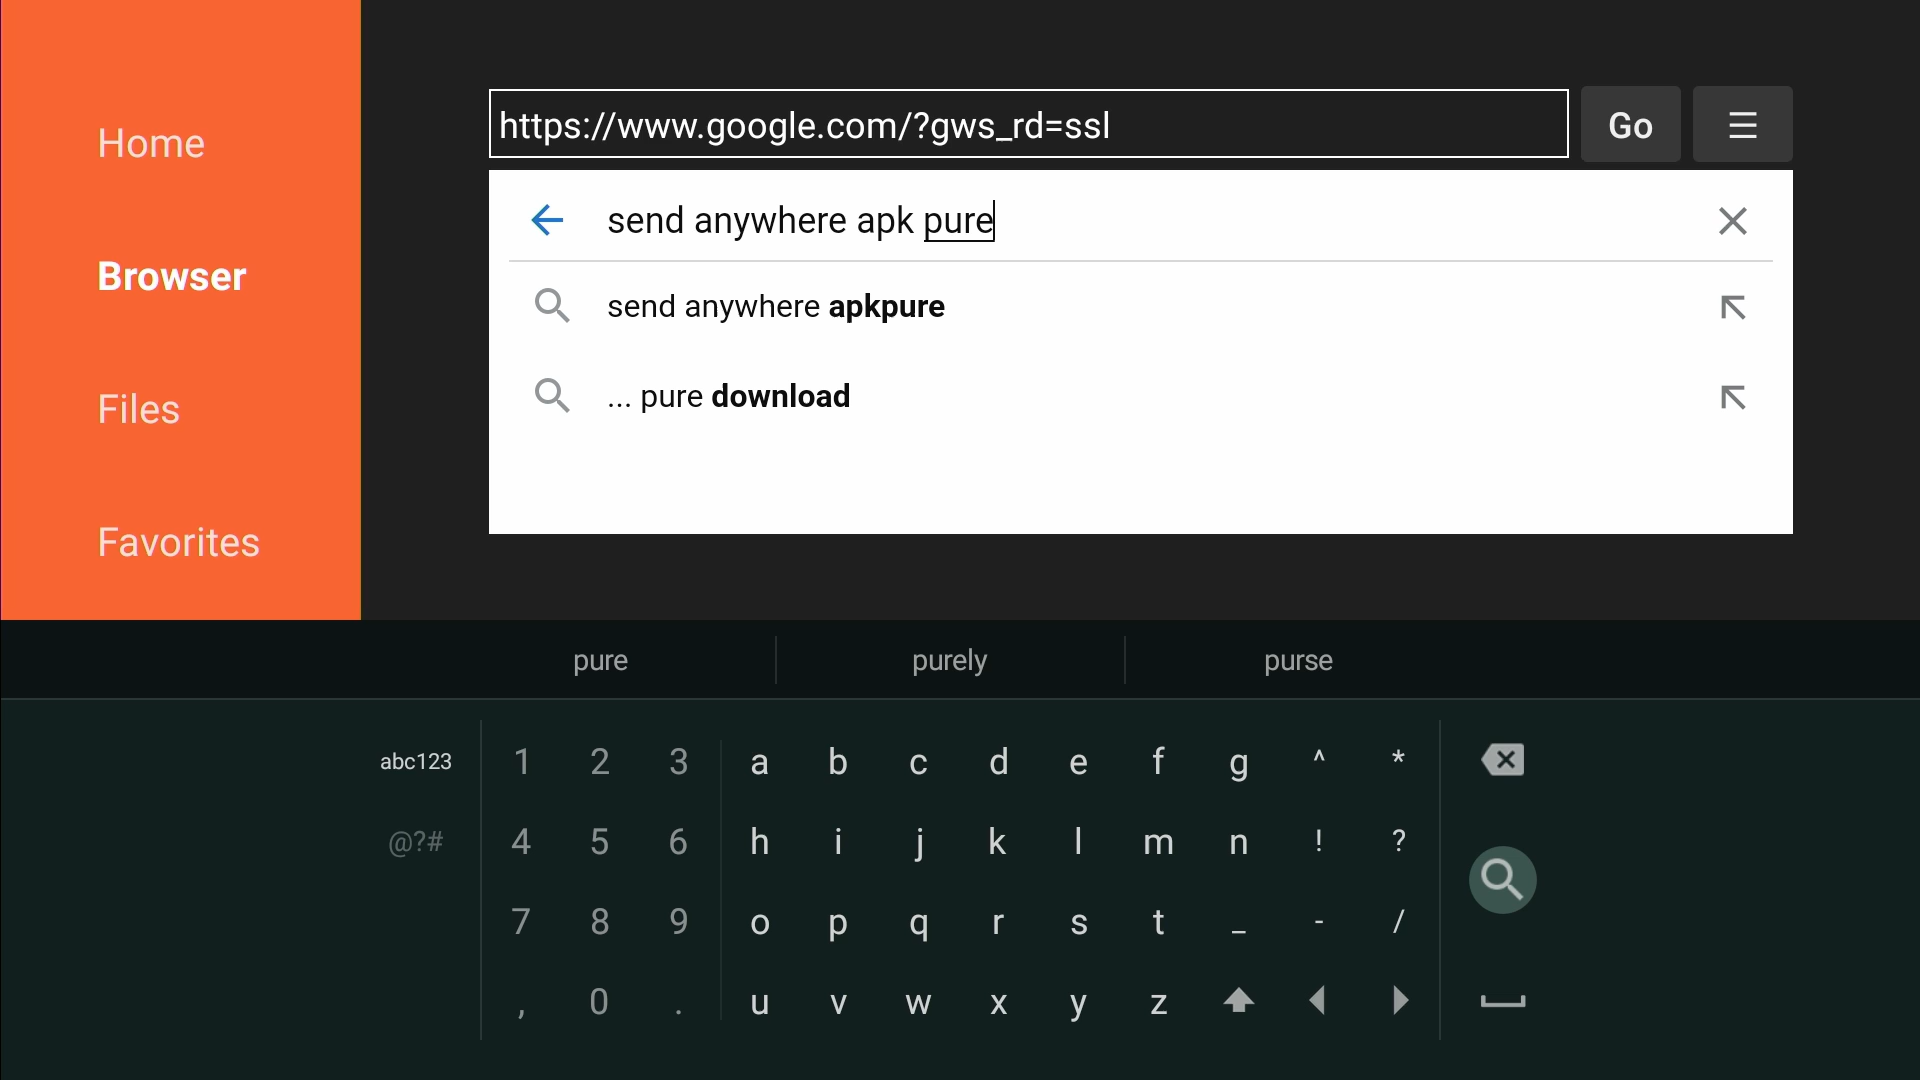 Home
Browser
Files
Favorites
https://www.google.com/?gws_rd=ssl
Go
send anywhere apk pure
send anywhere apkpure
... pure download
pure purely purse
abc123 1 2 3 a b c d e f g ^ *
@?# 4 5 6 h i j k l m n ! ?
7 8 9 o p q r s t _ - /
, 0 . u v w x y z